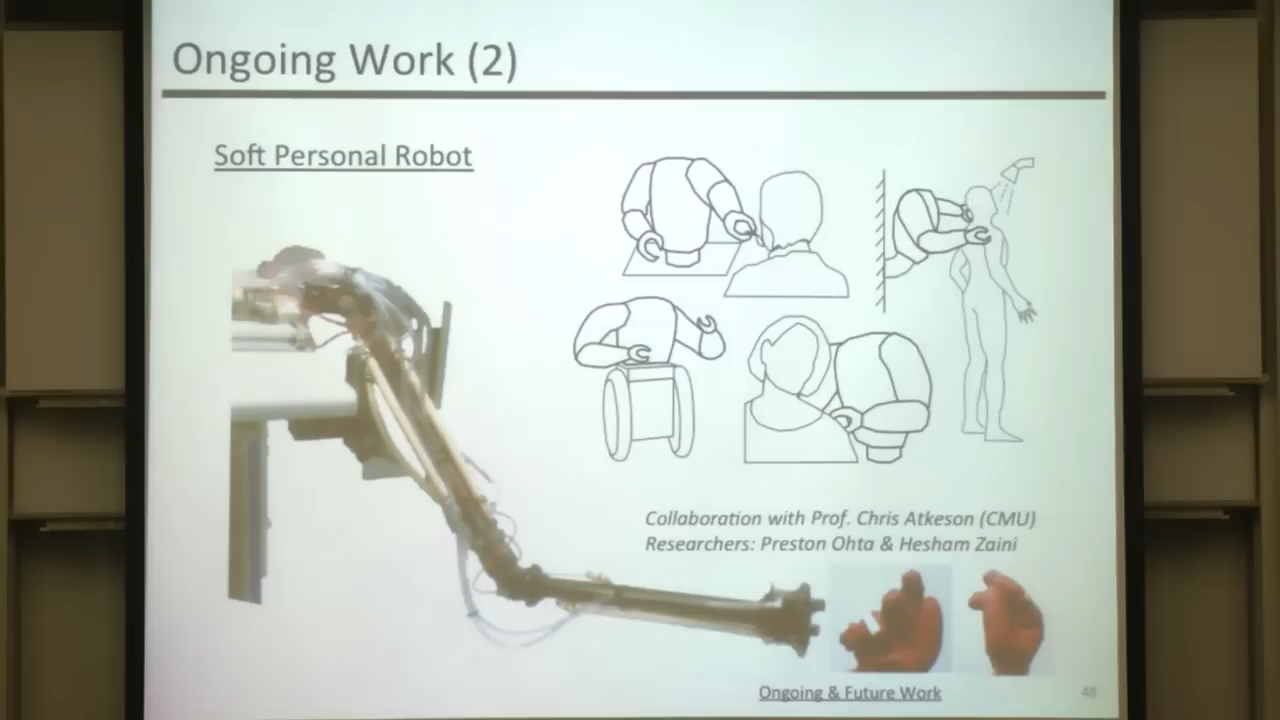 Ongoing Work (2)
Soft Personal Robot
Collaboration with Prof. Chris Atkeson (CMU)
Researchers: Preston Ohta & Hesham Zaini
Ongoing & Future Work
48